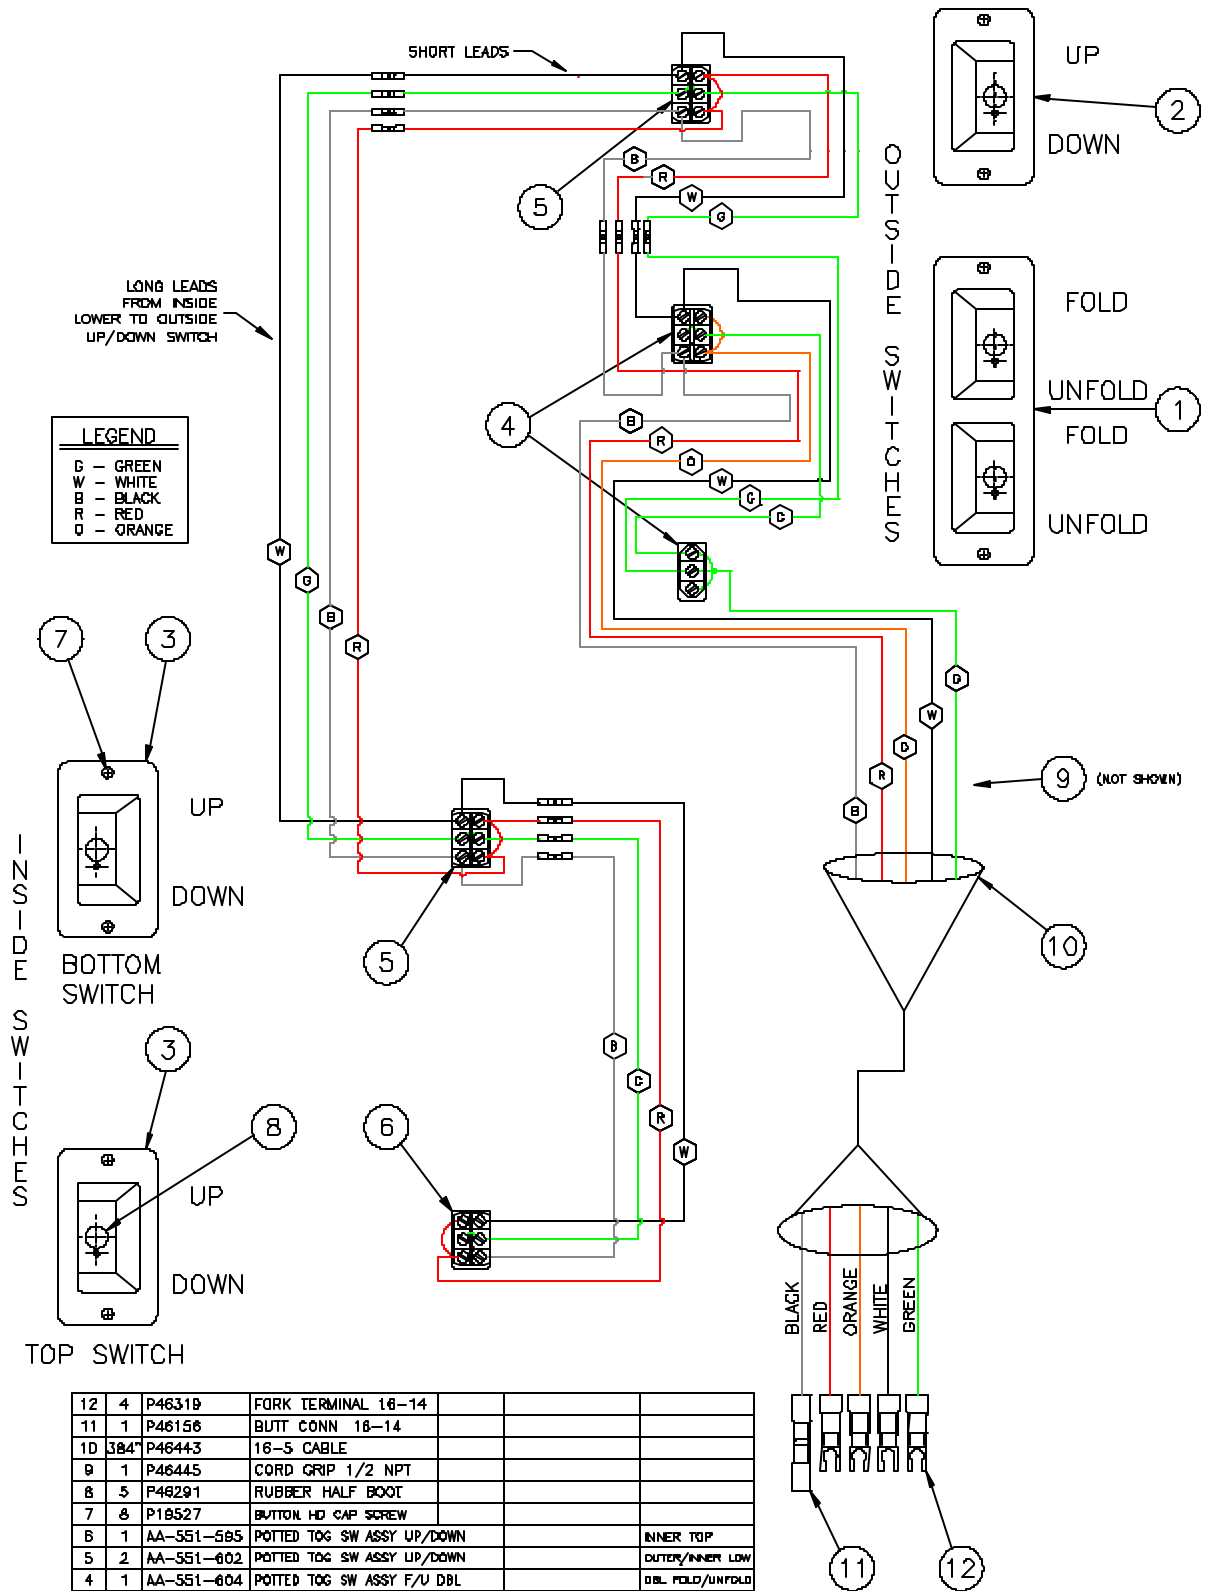 SHORT LEADS
UP
2
DOWN
5
OUTSIDE SWITCHES
B
R
W
G
LONG LEADS
FROM INSIDE
LOWER TO OUTSIDE
UP/DOWN SWITCH
FOLD
UNFOLD
1
FOLD
UNFOLD
4
LEGEND
G - GREEN
W - WHITE
B - BLACK
R - RED
O - ORANGE
B
R
O
W
G
G
W
G
B
R
7
3
G
W
O
R
B
9
(NOT SHOWN)
UP
DOWN
BOTTOM
SWITCH
INSIDE SWITCHES
5
10
3
B
G
R
W
8
6
UP
DOWN
TOP SWITCH
BLACK
RED
ORANGE
WHITE
GREEN
11
12
12 4 P46319 FORK TERMINAL 16-14
11 1 P46156 BUTT CONN 16-14
10 384" P46443 16-5 CABLE
9 1 P46445 CORD GRIP 1/2 NPT
8 5 P46291 RUBBER HALF BOOT
7 8 P19527 BUTTON HD CAP SCREW
6 1 AA-551-595 POTTED TOG SW ASSY UP/DOWN INNER TOP
5 2 AA-551-602 POTTED TOG SW ASSY UP/DOWN OUTER/INNER LOW
4 1 AA-551-604 POTTED TOG SW ASSY F/U DBL DBL FOLD/UNFOLD